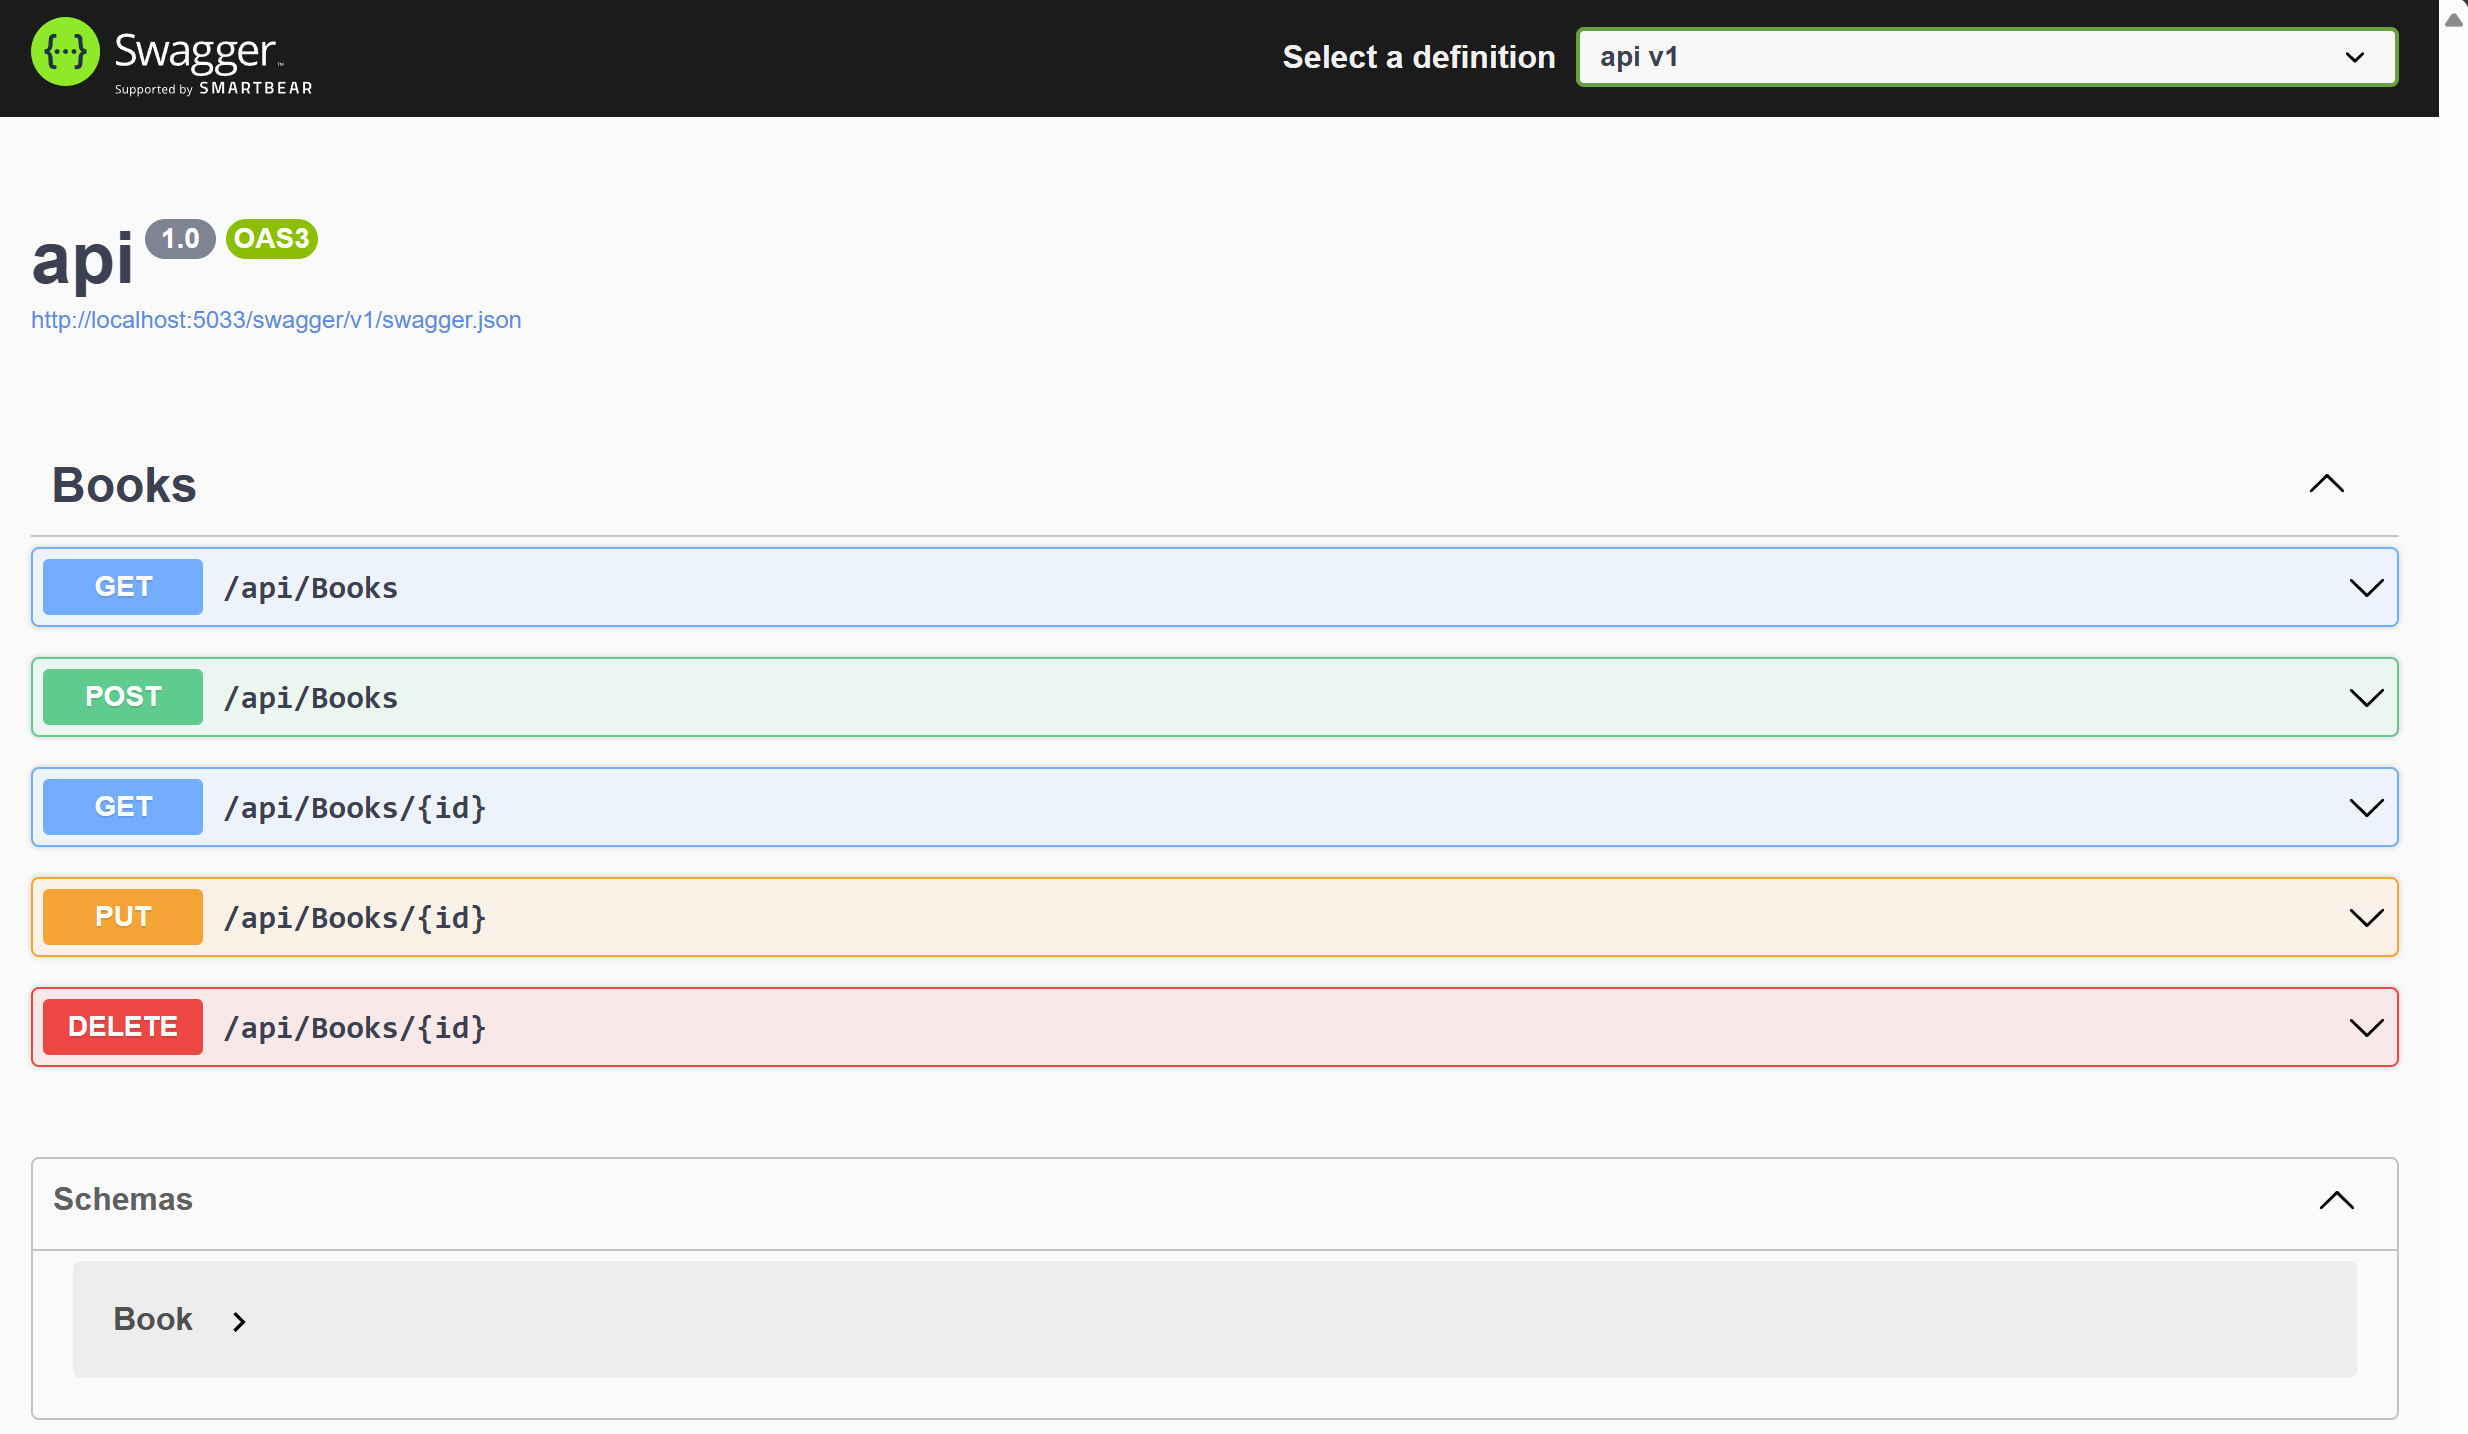 {···} Swagger™
Supported by SMARTBEAR
Select a definition
api v1
api 1.0 OAS3
http://localhost:5033/swagger/v1/swagger.json
Books
GET /api/Books
POST /api/Books
GET /api/Books/{id}
PUT /api/Books/{id}
DELETE /api/Books/{id}
Schemas
Book